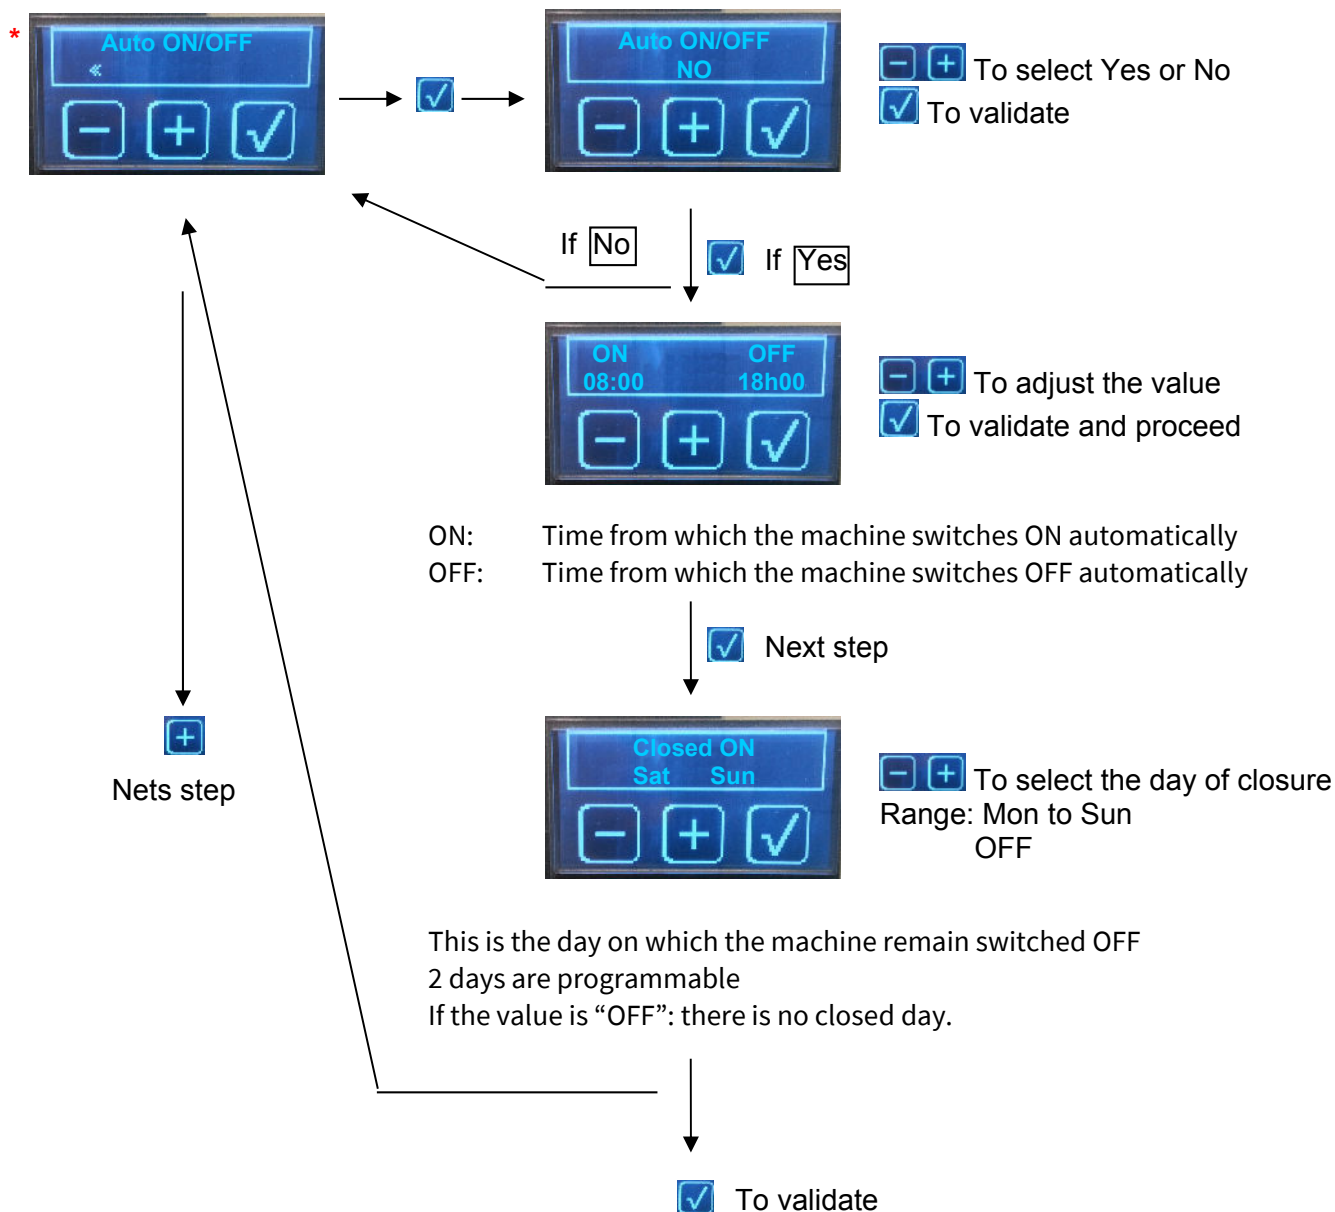 *
Auto ON/OFF
«
Auto ON/OFF
NO
To select Yes or No
To validate
If No
If Yes
ON OFF
08:00 18h00
To adjust the value
To validate and proceed
ON: Time from which the machine switches ON automatically
OFF: Time from which the machine switches OFF automatically
Next step
Nets step
Closed ON
Sat Sun
To select the day of closure
Range: Mon to Sun
OFF
This is the day on which the machine remain switched OFF
2 days are programmable
If the value is “OFF”: there is no closed day.
To validate